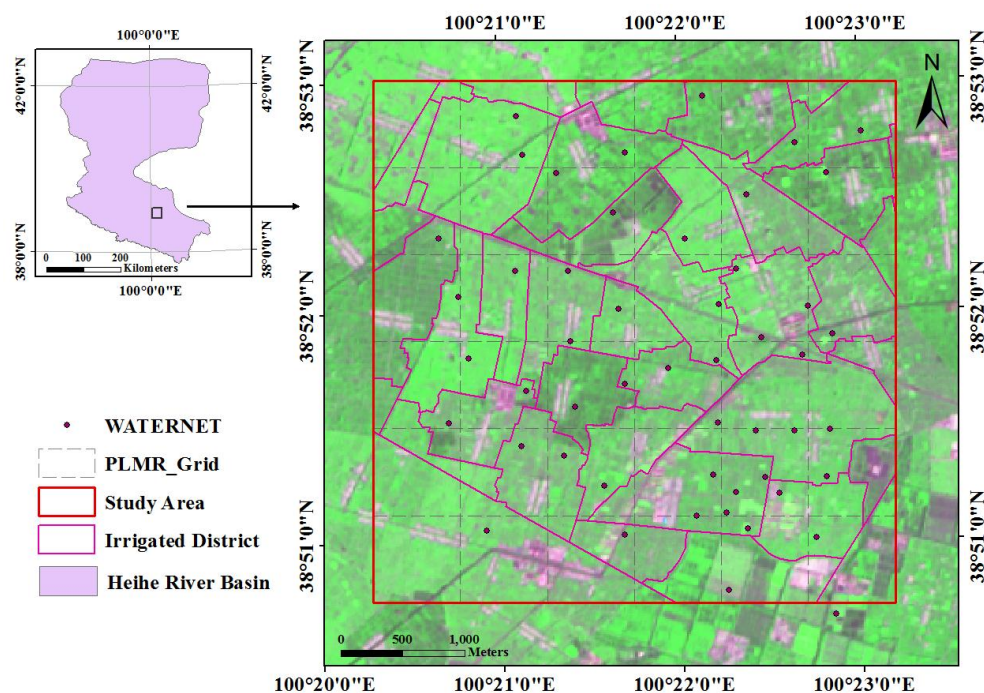 100°0'0"E
42°0'0"N
42°0'0"N
38°0'0"N
38°0'0"N
0 100 200
Kilometers
100°0'0"E
100°21'0"E 100°22'0"E 100°23'0"E
38°53'0"N
38°53'0"N
N
38°52'0"N
38°52'0"N
38°51'0"N
38°51'0"N
WATERNET
PLMR_Grid
Study Area
Irrigated District
Heihe River Basin
0 500 1,000
Meters
100°20'0"E 100°21'0"E 100°22'0"E 100°23'0"E